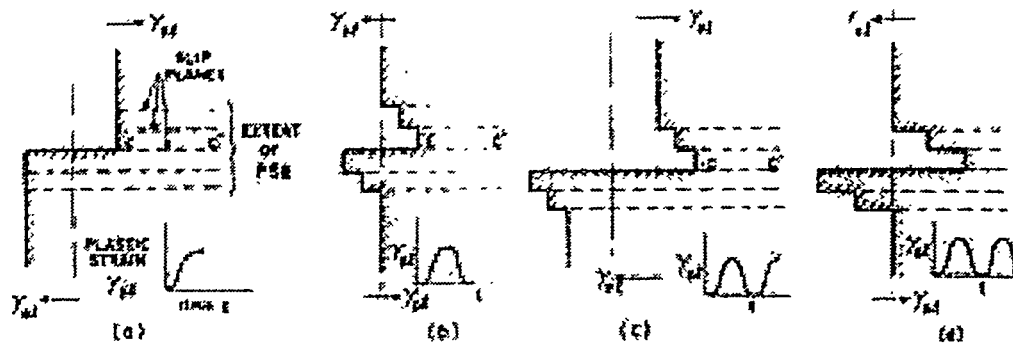 γpl
SLIP
PLANES
EXTENT
OF
PSB
C C'
PLASTIC
STRAIN
γpl
TIME t
γpl
(a)
γpl
C C'
γpl
t
γpl
(b)
γpl
C C'
γpl
γpl
t
(c)
γpl
t
γpl
(d)